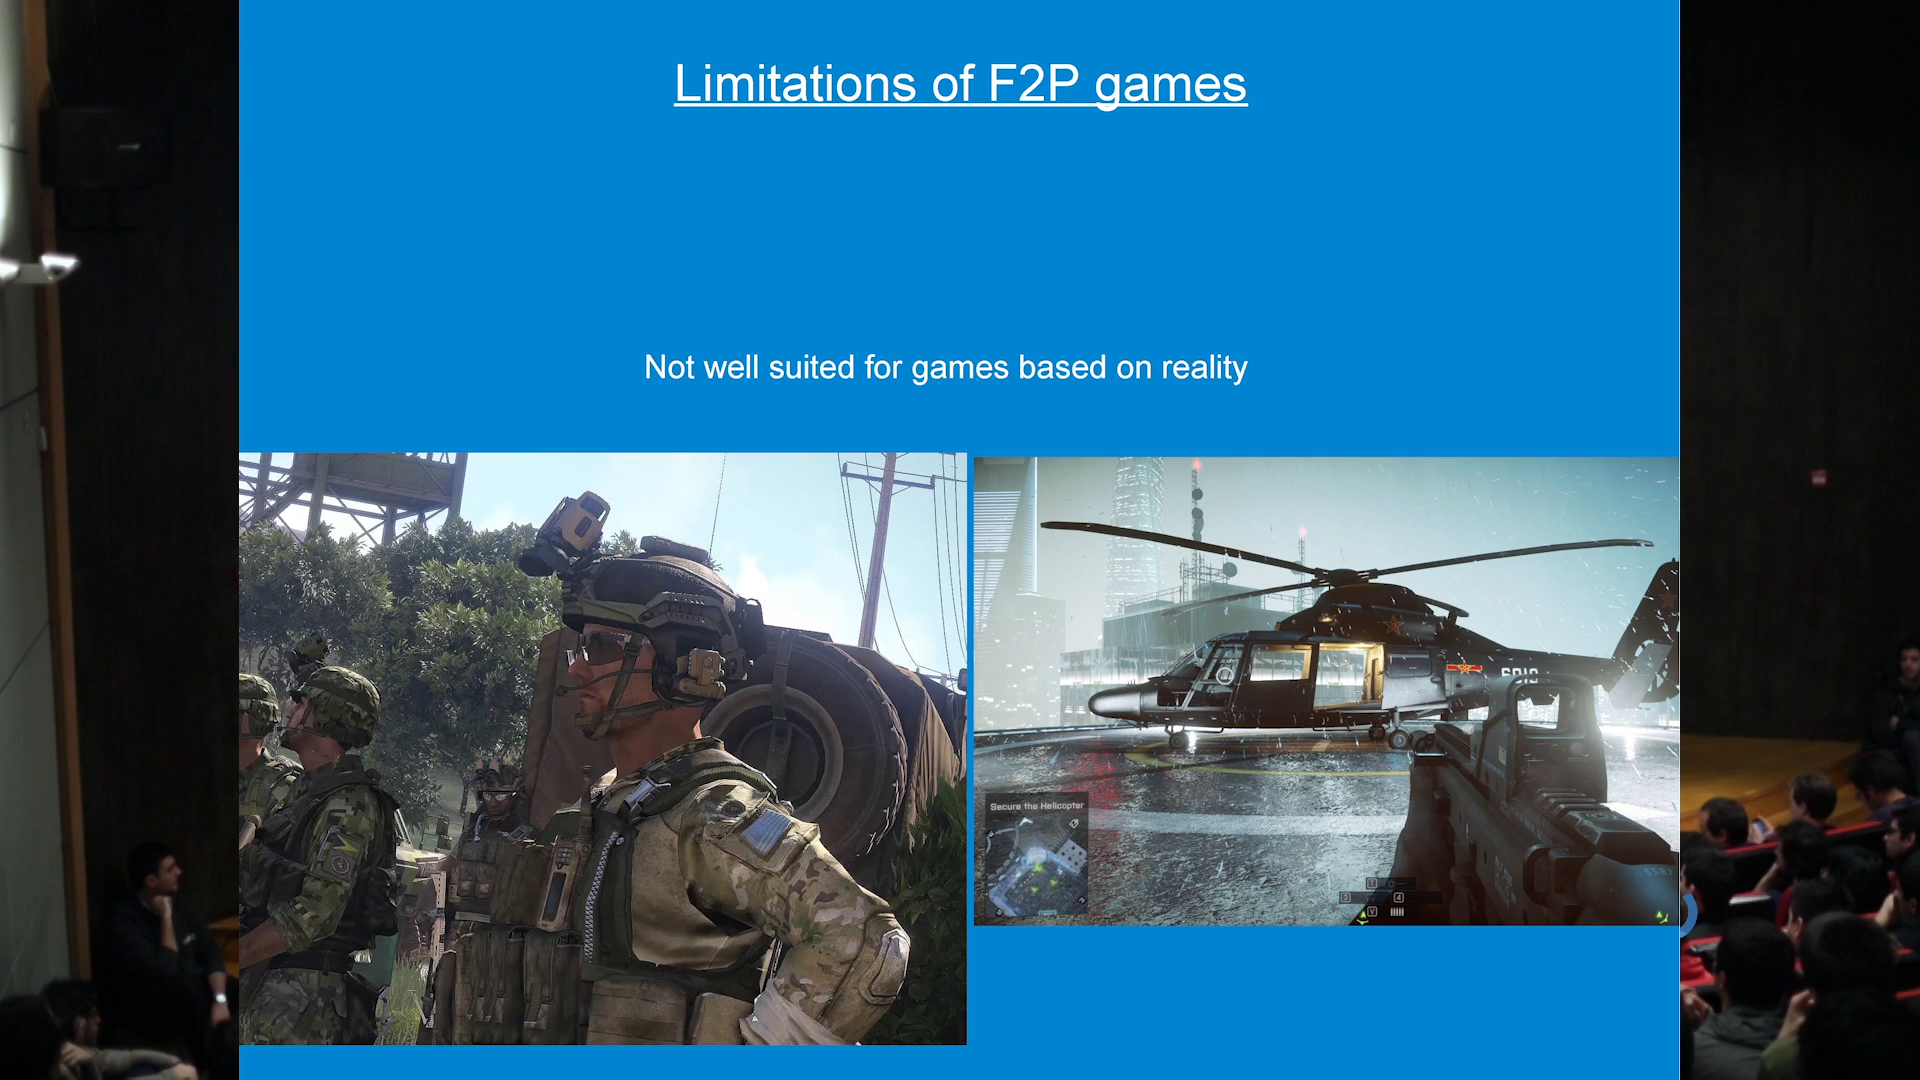 Limitations of F2P games
Not well suited for games based on reality
Secure the Helicopter